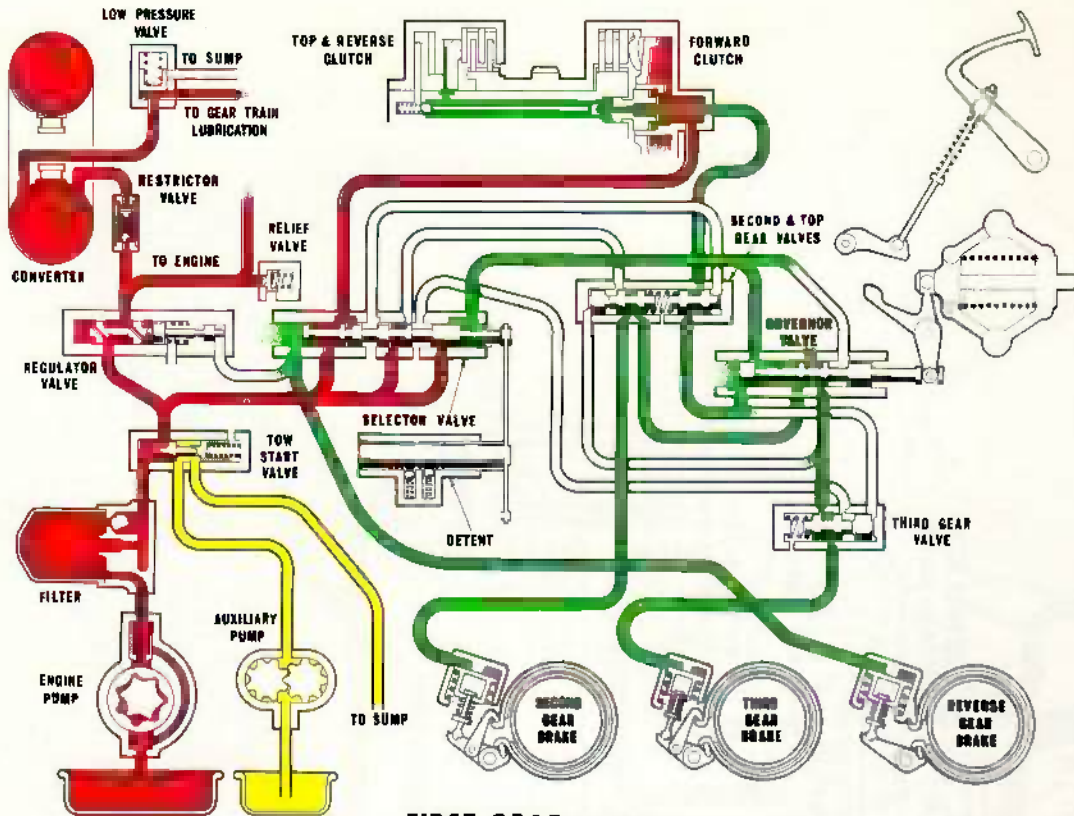 LOW PRESSURE
VALVE
TO SUMP
TO GEAR TRAIN
LUBRICATION
TOP & REVERSE
CLUTCH
FORWARD
CLUTCH
RESTRICTOR
VALVE
CONVERTER
TO ENGINE
RELIEF
VALVE
SECOND & TOP
GEAR VALVES
GOVERNOR
VALVE
REGULATOR
VALVE
SELECTOR VALVE
TOW
START
VALVE
DETENT
THIRD GEAR
VALVE
FILTER
AUXILIARY
PUMP
ENGINE
PUMP
TO SUMP
SECOND
GEAR
BRAKE
THIRD
GEAR
BRAKE
REVERSE
GEAR
BRAKE
FIRST GEAR